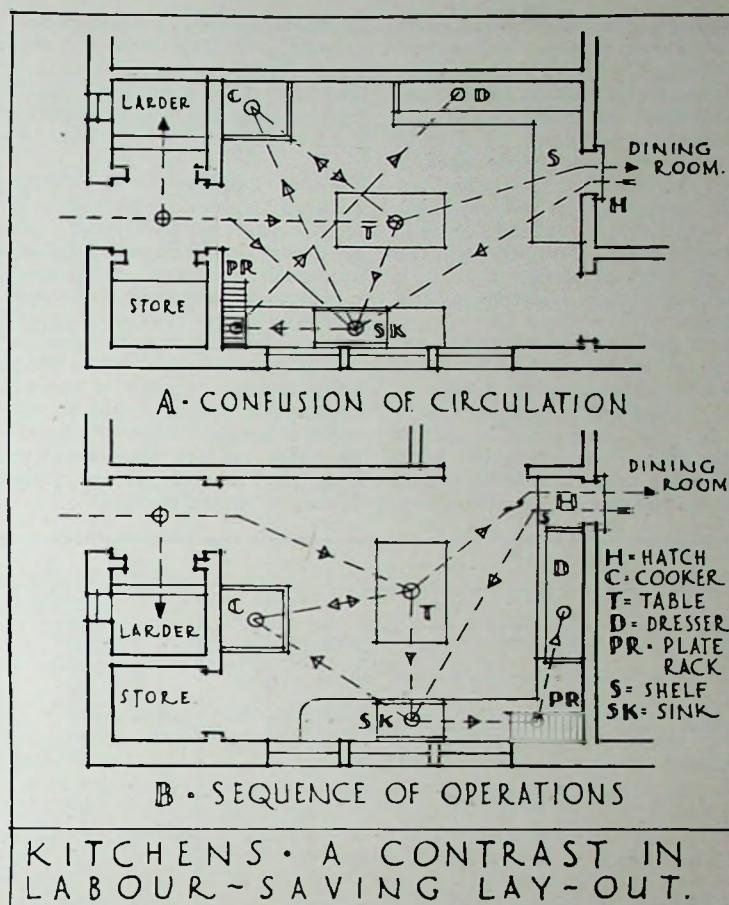 LARDER
C
D
DINING
ROOM.
S
H
T
PR
STORE
SK
A · CONFUSION OF CIRCULATION
DINING
ROOM
H
S
D
C
T
LARDER
STORE
SK
PR
H = HATCH
C = COOKER
T = TABLE
D = DRESSER
PR · PLATE
RACK
S = SHELF
SK = SINK
B · SEQUENCE OF OPERATIONS
KITCHENS · A CONTRAST IN
LABOUR~SAVING LAY~OUT.